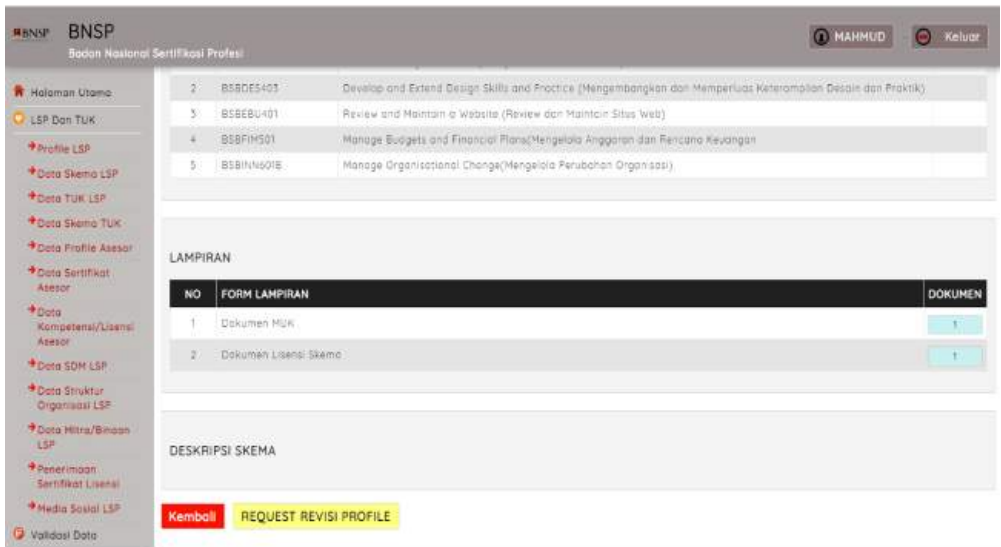 BNSP
BNSP
Badan Nasional Sertifikasi Profesi
MAHMUD
Keluar
Halaman Utama
LSP Dan TUK
Profile LSP
Data Skema LSP
Data TUK LSP
Data Skema TUK
Data Profile Asesor
Data Sertifikat
Asesor
Data
Kompetensi/Lisensi
Asesor
Data SDM LSP
Data Struktur
Organisasi LSP
Data Mitra/Binaan
LSP
Penerimaan
Sertifikat Lisensi
Media Sosial LSP
Validasi Data
2 BSBDES403 Develop and Extend Design Skills and Practice (Mengembangkan dan Memperluas Keterampilan Desain dan Praktik)
3 BSBEBU401 Review and Maintain a Website (Review dan Maintain Situs Web)
4 BSBFIM501 Manage Budgets and Financial Plans(Mengelola Anggaran dan Rencana Keuangan
5 BSBINN601B Manage Organisational Change(Mengelola Perubahan Organisasi)
LAMPIRAN
NO FORM LAMPIRAN DOKUMEN
1 Dokumen MUK 1
2 Dokumen Lisensi Skema 1
DESKRIPSI SKEMA
Kembali REQUEST REVISI PROFILE